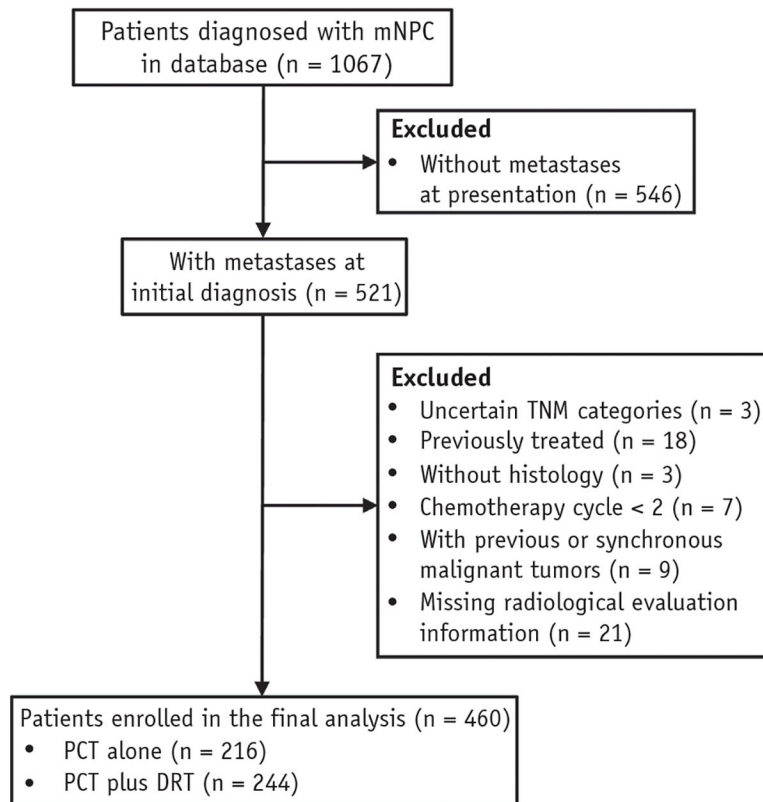 Patients diagnosed with mNPC
in database (n = 1067)
Excluded
• Without metastases
at presentation (n = 546)
With metastases at
initial diagnosis (n = 521)
Excluded
• Uncertain TNM categories (n = 3)
• Previously treated (n = 18)
• Without histology (n = 3)
• Chemotherapy cycle < 2 (n = 7)
• With previous or synchronous
malignant tumors (n = 9)
• Missing radiological evaluation
information (n = 21)
Patients enrolled in the final analysis (n = 460)
• PCT alone (n = 216)
• PCT plus DRT (n = 244)